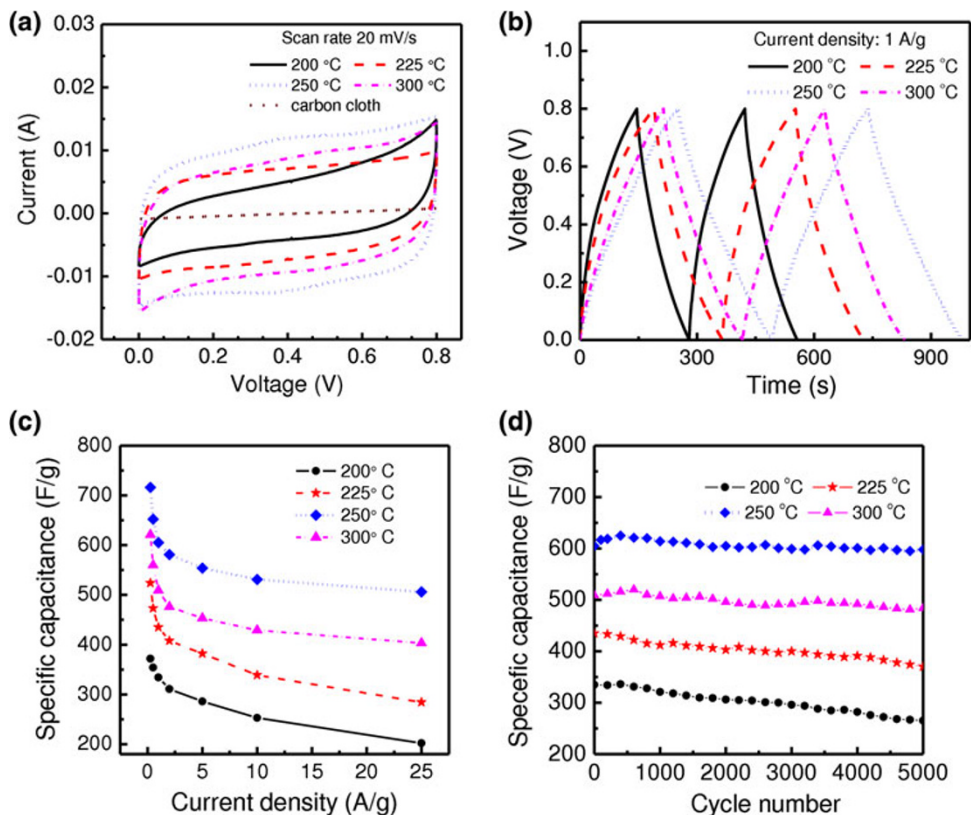 (a)
Scan rate 20 mV/s
200 °C 225 °C
250 °C 300 °C
carbon cloth
0.03
0.02
0.01
0.00
-0.01
-0.02
Current (A)
0.0 0.2 0.4 0.6 0.8
Voltage (V)
(b)
Current density: 1 A/g
200 °C 225 °C
250 °C 300 °C
1.0
0.8
0.6
0.4
0.2
0.0
Voltage (V)
0 300 600 900
Time (s)
(c)
200° C
225° C
250° C
300° C
800
700
600
500
400
300
200
Specific capacitance (F/g)
0 5 10 15 20 25
Current density (A/g)
(d)
200 °C 225 °C
250 °C 300 °C
800
700
600
500
400
300
200
Specefic capacitance (F/g)
0 1000 2000 3000 4000 5000
Cycle number